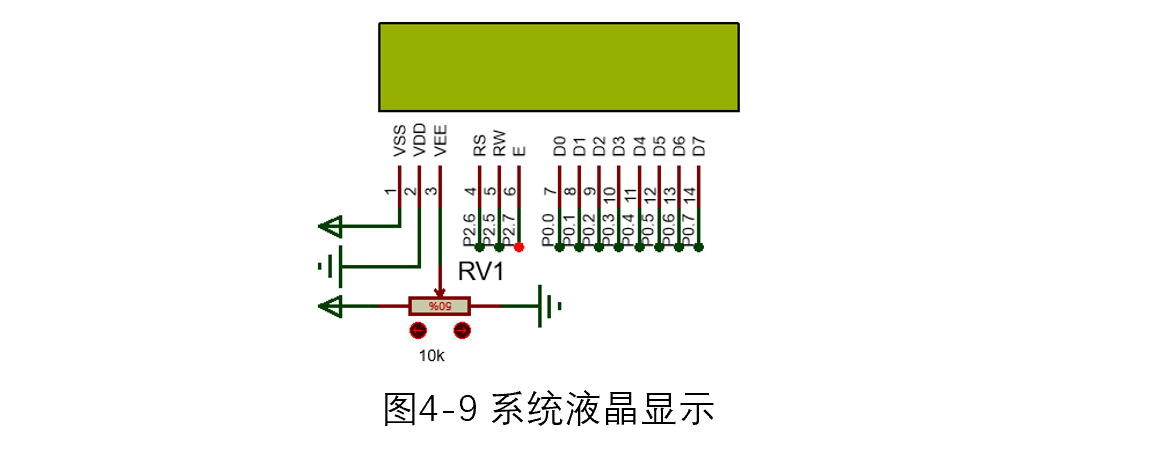 VSS VDD VEE RS RW E D0 D1 D2 D3 D4 D5 D6 D7
1 2 3 4 5 6 7 8 9 10 11 12 13 14
P2.6 P2.5 P2.7 P0.0 P0.1 P0.2 P0.3 P0.4 P0.5 P0.6 P0.7
RV1
50%
10k
图4-9 系统液晶显示